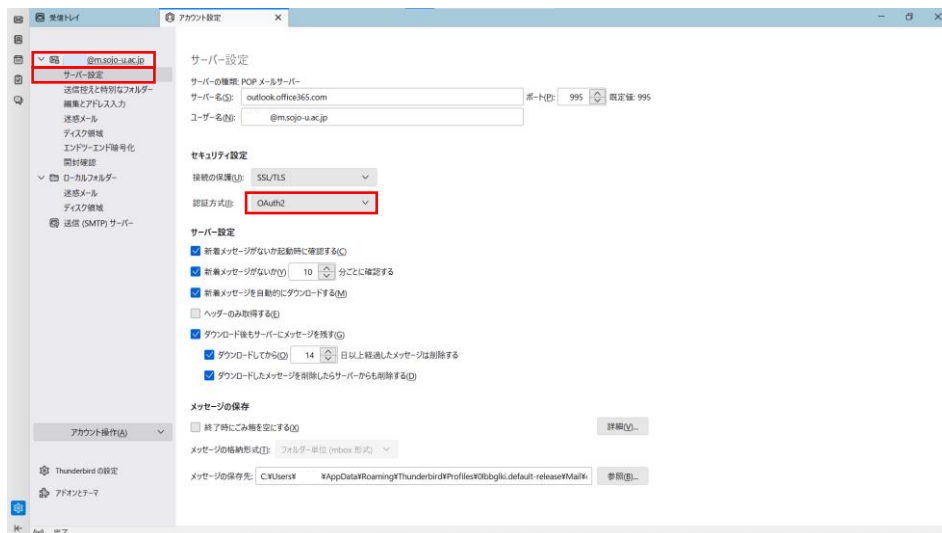 受信トレイ
アカウント設定
@m.sojo-u.ac.jp
サーバー設定
送信控えと特別なフォルダー
編集とアドレス入力
迷惑メール
ディスク領域
エンドツーエンド暗号化
開封確認
ローカルフォルダー
迷惑メール
ディスク領域
送信 (SMTP) サーバー
アカウント操作(A)
Thunderbird の設定
アドオンとテーマ
サーバー設定
サーバーの種類: POP メールサーバー
サーバー名(S): outlook.office365.com ポート(P): 995 既定値: 995
ユーザー名(N): @m.sojo-u.ac.jp
セキュリティ設定
接続の保護(U): SSL/TLS
認証方式(I): OAuth2
サーバー設定
新着メッセージがないか起動時に確認する(C)
新着メッセージがないか(Y) 10 分ごとに確認する
新着メッセージを自動的にダウンロードする(M)
ヘッダーのみ取得する(E)
ダウンロード後もサーバーにメッセージを残す(G)
ダウンロードしてから(O) 14 日以上経過したメッセージは削除する
ダウンロードしたメッセージを削除したらサーバーからも削除する(D)
メッセージの保存
終了時にごみ箱を空にする(X) 詳細(V)...
メッセージの格納形式(T): フォルダー単位 (mbox 形式)
メッセージの保存先: C:¥Users¥ ¥AppData¥Roaming¥Thunderbird¥Profiles¥0lbbglki.default-release¥Mail¥ 参照(B)...
完了